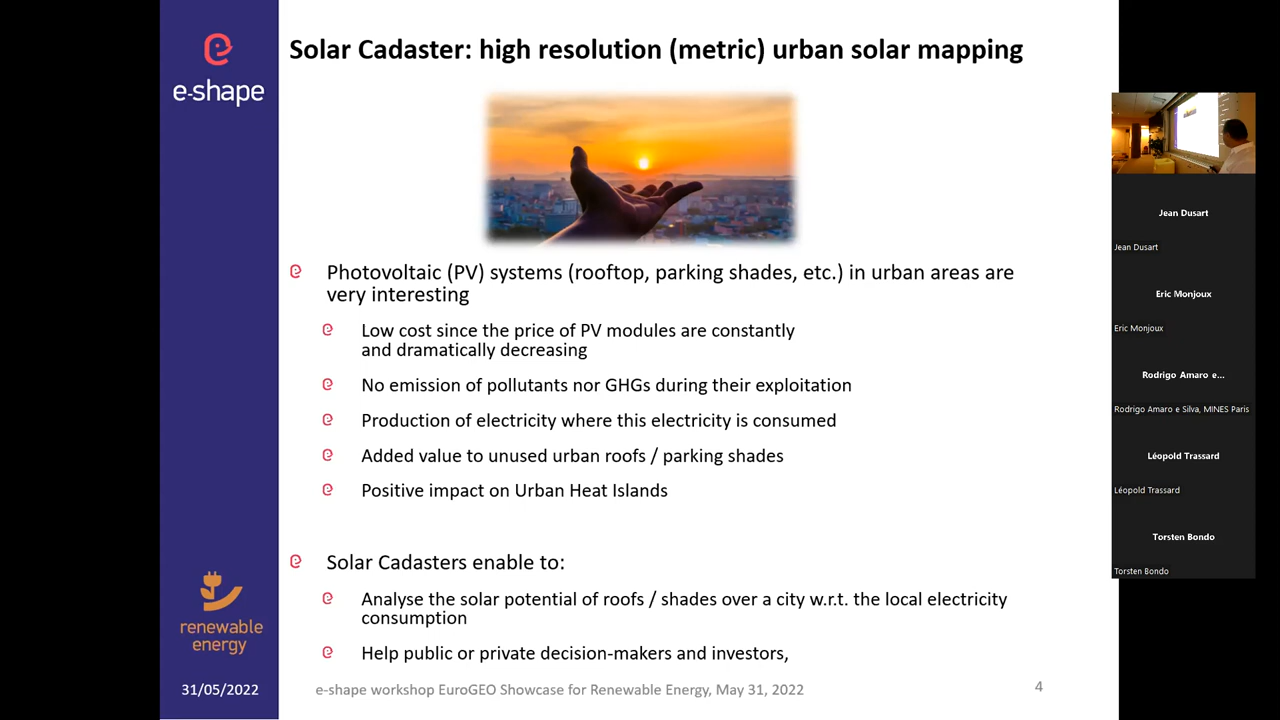 Solar Cadaster: high resolution (metric) urban solar mapping
e-shape
Photovoltaic (PV) systems (rooftop, parking shades, etc.) in urban areas are
very interesting
Low cost since the price of PV modules are constantly
and dramatically decreasing
No emission of pollutants nor GHGs during their exploitation
Production of electricity where this electricity is consumed
Added value to unused urban roofs / parking shades
Positive impact on Urban Heat Islands
Solar Cadasters enable to:
Analyse the solar potential of roofs / shades over a city w.r.t. the local electricity
consumption
Help public or private decision-makers and investors,
renewable
energy
31/05/2022
e-shape workshop EuroGEO Showcase for Renewable Energy, May 31, 2022
4
Jean Dusart
Jean Dusart
Eric Monjoux
Eric Monjoux
Rodrigo Amaro e...
Rodrigo Amaro e Silva, MINES Paris
Léopold Trassard
Léopold Trassard
Torsten Bondo
Torsten Bondo